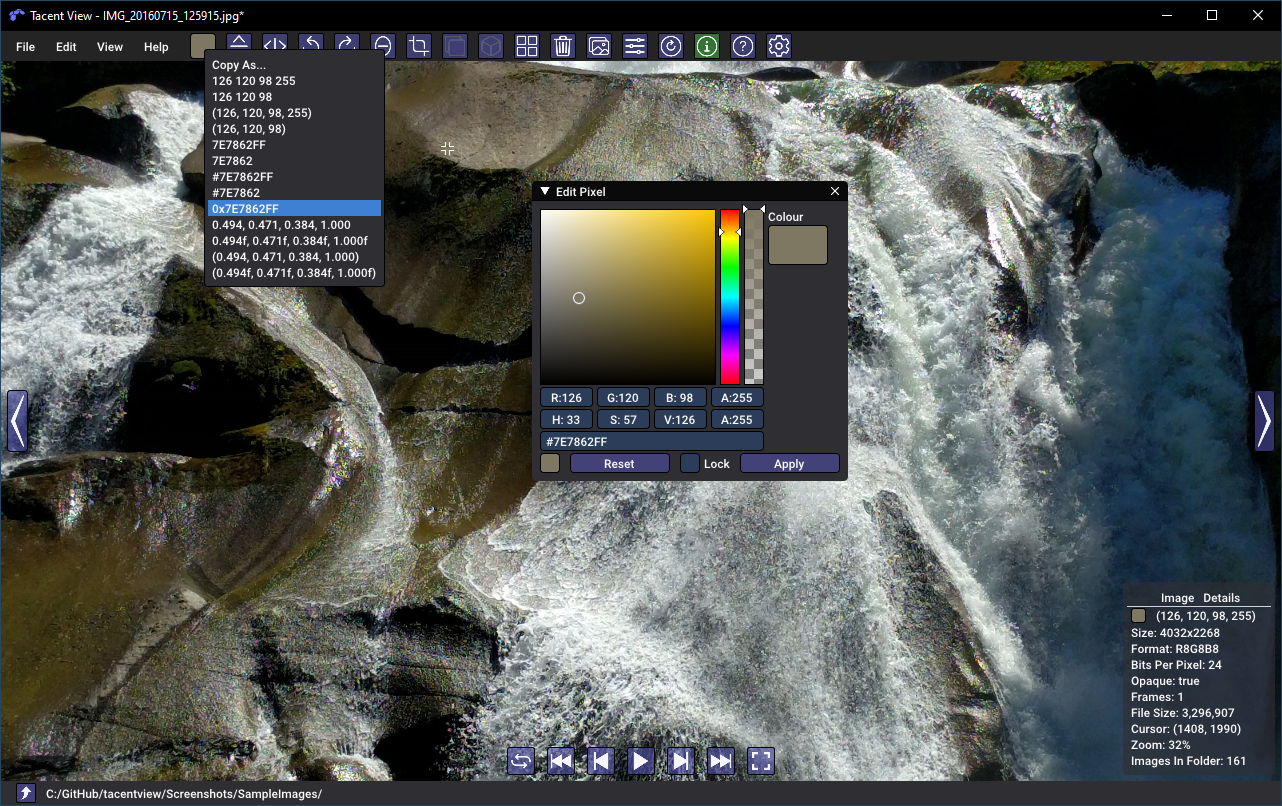 Tacent View - IMG_20160715_125915.jpg*
File Edit View Help
Copy As...
126 120 98 255
126 120 98
(126, 120, 98, 255)
(126, 120, 98)
7E7862FF
7E7862
#7E7862FF
#7E7862
0x7E7862FF
0.494, 0.471, 0.384, 1.000
0.494f, 0.471f, 0.384f, 1.000f
(0.494, 0.471, 0.384, 1.000)
(0.494f, 0.471f, 0.384f, 1.000f)
Edit Pixel
Colour
R:126 G:120 B: 98 A:255
H: 33 S: 57 V:126 A:255
#7E7862FF
Reset Lock Apply
Image Details
(126, 120, 98, 255)
Size: 4032x2268
Format: R8G8B8
Bits Per Pixel: 24
Opaque: true
Frames: 1
File Size: 3,296,907
Cursor: (1408, 1990)
Zoom: 32%
Images In Folder: 161
C:/GitHub/tacentview/Screenshots/SampleImages/